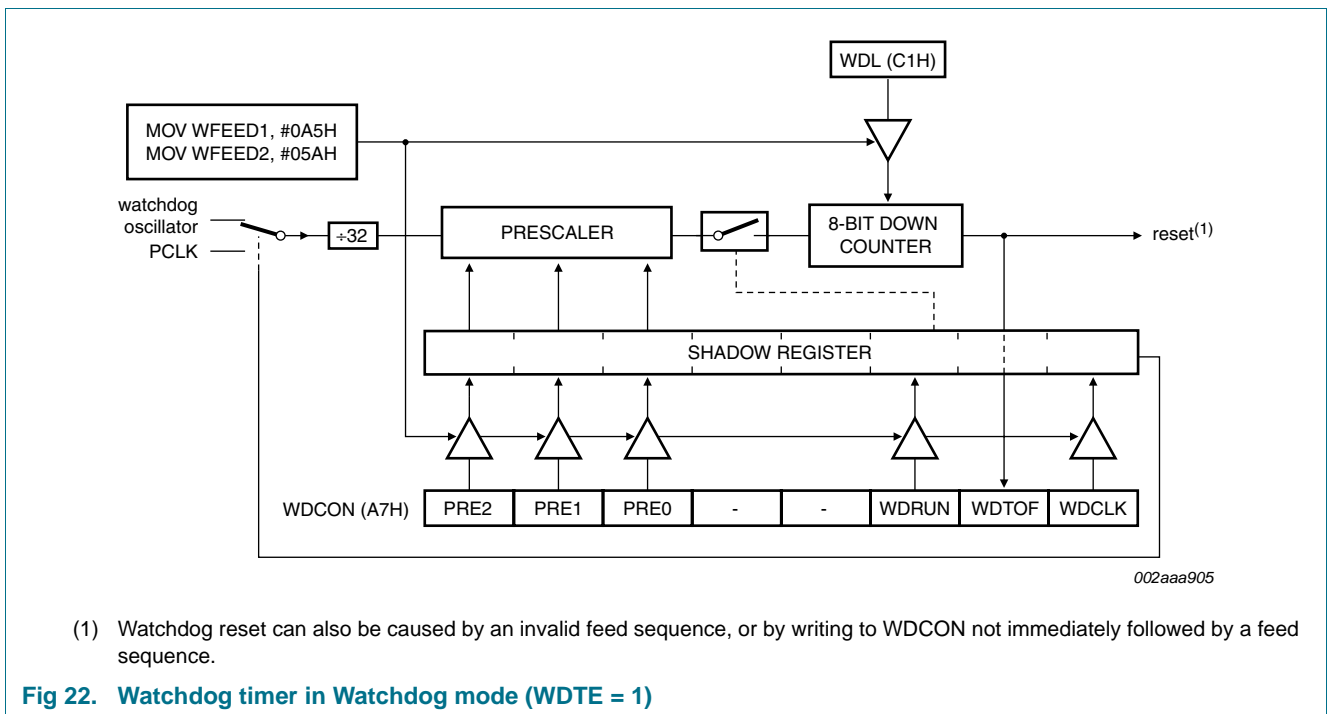 WDL (C1H)
MOV WFEED1, #0A5H
MOV WFEED2, #05AH
watchdog
oscillator
PCLK
÷32
PRESCALER
8-BIT DOWN
COUNTER
reset(1)
SHADOW REGISTER
WDCON (A7H) PRE2 PRE1 PRE0 - - WDRUN WDTOF WDCLK
002aaa905
(1) Watchdog reset can also be caused by an invalid feed sequence, or by writing to WDCON not immediately followed by a feed
sequence.
Fig 22. Watchdog timer in Watchdog mode (WDTE = 1)